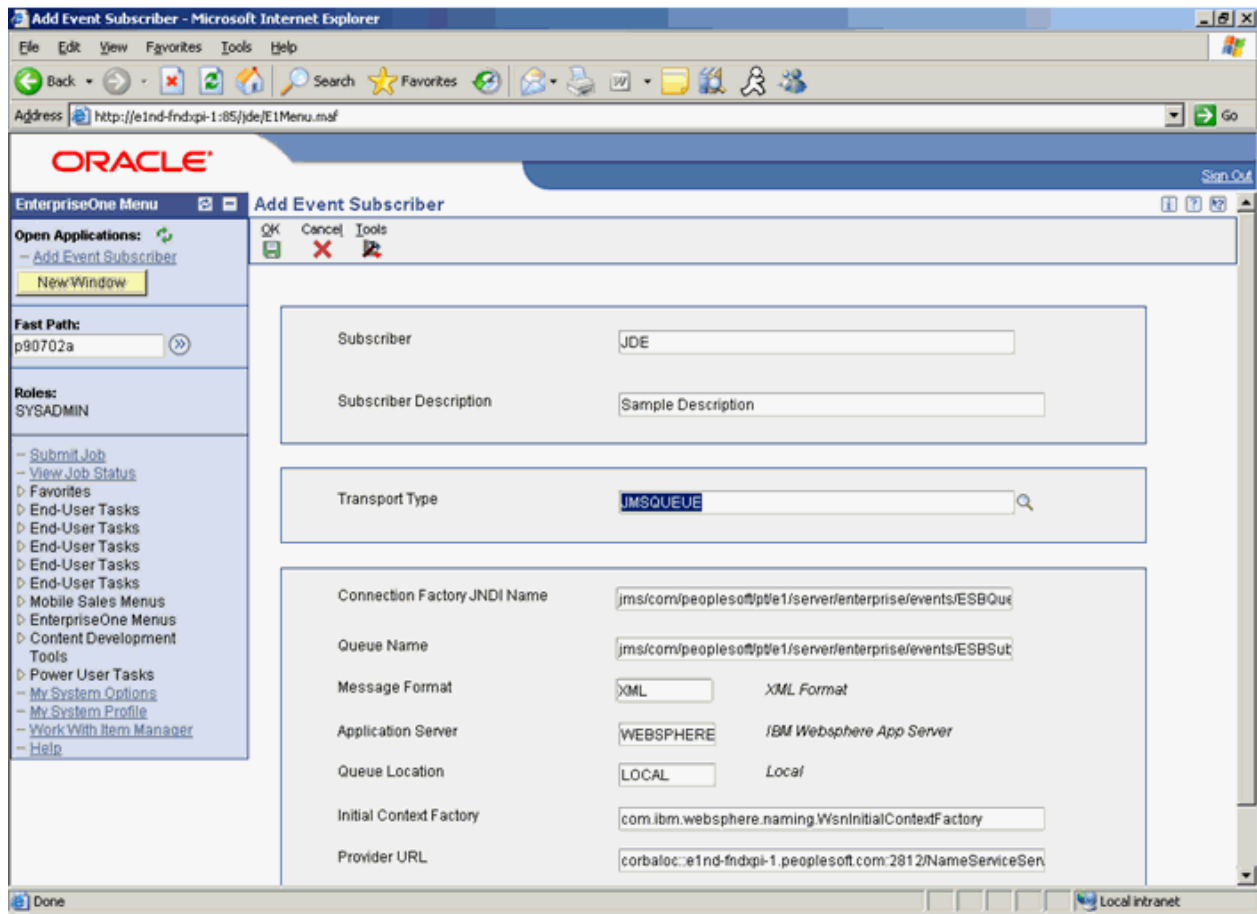 Add Event Subscriber - Microsoft Internet Explorer
File Edit View Favorites Tools Help
Back Search Favorites
Address http://e1nd-fndxpi-1:85/jde/E1Menu.maf Go
ORACLE
Sign Out
EnterpriseOne Menu
Open Applications:
Add Event Subscriber
New Window
Fast Path:
p90702a
Roles:
SYSADMIN
Submit Job
View Job Status
Favorites
End-User Tasks
End-User Tasks
End-User Tasks
End-User Tasks
End-User Tasks
Mobile Sales Menus
EnterpriseOne Menus
Content Development
Tools
Power User Tasks
My System Options
My System Profile
Work With Item Manager
Help
Add Event Subscriber
OK Cancel Tools
Subscriber JDE
Subscriber Description Sample Description
Transport Type JMSQUEUE
Connection Factory JNDI Name jms/com/peoplesoft/pt/e1/server/enterprise/events/ESBQue
Queue Name jms/com/peoplesoft/pt/e1/server/enterprise/events/ESBSub
Message Format XML XML Format
Application Server WEBSPHERE IBM Websphere App Server
Queue Location LOCAL Local
Initial Context Factory com.ibm.websphere.naming.WsnInitialContextFactory
Provider URL corbaloc::e1nd-fndxpi-1.peoplesoft.com:2812/NameServiceServ
Done
Local intranet